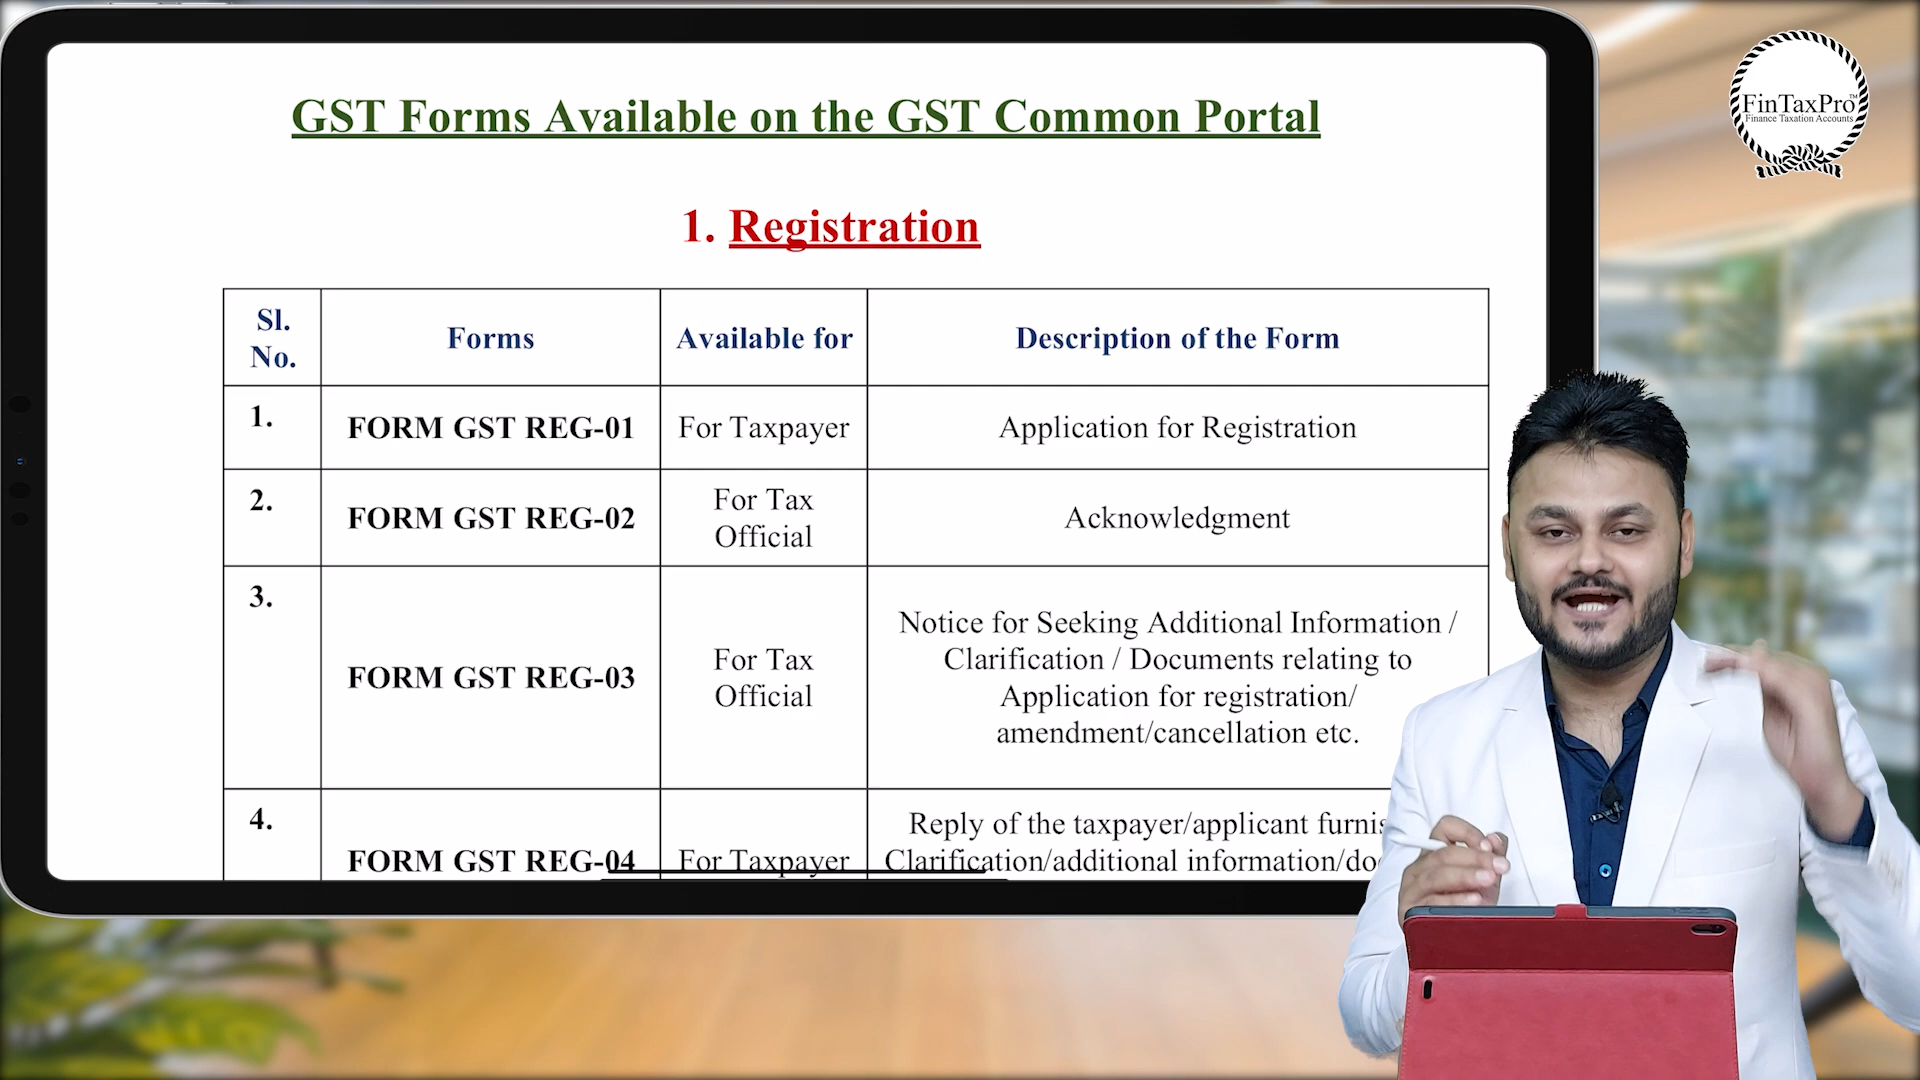 GST Forms Available on the GST Common Portal
FinTaxPro™
Finance Taxation Accounts
1. Registration
Sl. No.
Forms
Available for
Description of the Form
1.
FORM GST REG-01
For Taxpayer
Application for Registration
2.
FORM GST REG-02
For Tax
Official
Acknowledgment
3.
FORM GST REG-03
For Tax
Official
Notice for Seeking Additional Information /
Clarification / Documents relating to
Application for registration/
amendment/cancellation etc.
4.
FORM GST REG-04
For Taxpayer
Reply of the taxpayer/applicant
Clarification/additional information/